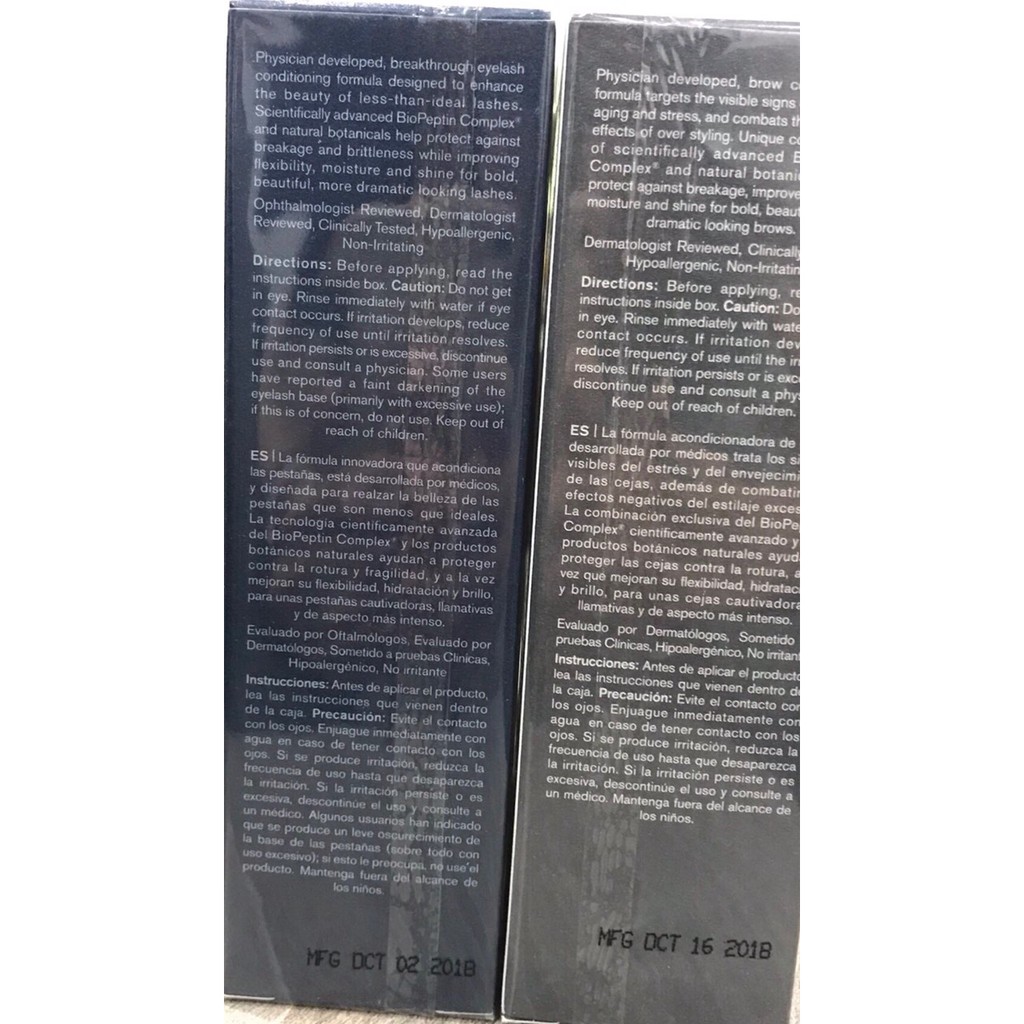 Physician developed, breakthrough eyelash
conditioning formula designed to enhance
the beauty of less-than-ideal lashes.
Scientifically advanced BioPeptin Complex®
and natural botanicals help protect against
breakage and brittleness while improving
flexibility, moisture and shine for bold,
beautiful, more dramatic looking lashes.
Ophthalmologist Reviewed, Dermatologist
Reviewed, Clinically Tested, Hypoallergenic,
Non-Irritating
Directions: Before applying, read the
instructions inside box. Caution: Do not get
in eye. Rinse immediately with water if eye
contact occurs. If irritation develops, reduce
frequency of use until irritation resolves.
If irritation persists or is excessive, discontinue
use and consult a physician. Some users
have reported a faint darkening of the
eyelash base (primarily with excessive use);
if this is of concern, do not use. Keep out of
reach of children.
ES | La fórmula innovadora que acondiciona
las pestañas, está desarrollada por médicos,
y diseñada para realzar la belleza de las
pestañas que son menos que ideales.
La tecnología científicamente avanzada
del BioPeptin Complex® y los productos
botánicos naturales ayudan a proteger
contra la rotura y fragilidad, y a la vez
mejoran su flexibilidad, hidratación y brillo,
para unas pestañas cautivadoras, llamativas
y de aspecto más intenso.
Evaluado por Oftalmólogos, Evaluado por
Dermatólogos, Sometido a pruebas Clínicas,
Hipoalergénico, No irritante
Instrucciones: Antes de aplicar el producto,
lea las instrucciones que vienen dentro
de la caja. Precaución: Evite el contacto
con los ojos. Enjuague inmediatamente con
agua en caso de tener contacto con los
ojos. Si se produce irritación, reduzca la
frecuencia de uso hasta que desaparezca
la irritación. Si la irritación persiste o es
excesiva, descontinúe el uso y consulte a
un médico. Algunos usuarios han indicado
que se produce un leve oscurecimiento de
la base de las pestañas (sobre todo con
uso excesivo); si esto le preocupa, no use el
producto. Mantenga fuera del alcance de
los niños.
MFG OCT 02 2018
Physician developed, brow
formula targets the visible signs
aging and stress, and combats
effects of over styling. Unique
of scientifically advanced
Complex® and natural
protect against breakage,
moisture and shine for bold,
dramatic looking brows.
Dermatologist Reviewed,
Hypoallergenic,
Directions: Before applying,
instructions inside box. Caution: Do
in eye. Rinse immediately with
contact occurs. If irritation
reduce frequency of use until the
resolves. If irritation persists or is
discontinue use and consult a
Keep out of reach of children.
ES | La fórmula acondicionadora de
desarrollada por médicos trata los
visibles del estrés y del
de las cejas, además de
efectos negativos del estilaje
La combinación exclusiva del
Complex® científicamente avanzado y
productos botánicos naturales
proteger las cejas contra la rotura, a
vez que mejoran su flexibilidad,
y brillo, para unas cejas
llamativas y de aspecto más intenso.
Evaluado por Dermatólogos, Sometido
pruebas Clínicas, Hipoalergénico, No
Instrucciones: Antes de aplicar el
lea las instrucciones que vienen dentro
la caja. Precaución: Evite el contacto
los ojos. Enjuague inmediatamente con
agua en caso de tener contacto con los
ojos. Si se produce irritación, reduzca la
frecuencia de uso hasta que desaparezca
la irritación. Si la irritación persiste o es
excesiva, descontinúe el uso y consulte a
un médico. Mantenga fuera del alcance de
los niños.
MFG OCT 16 2018